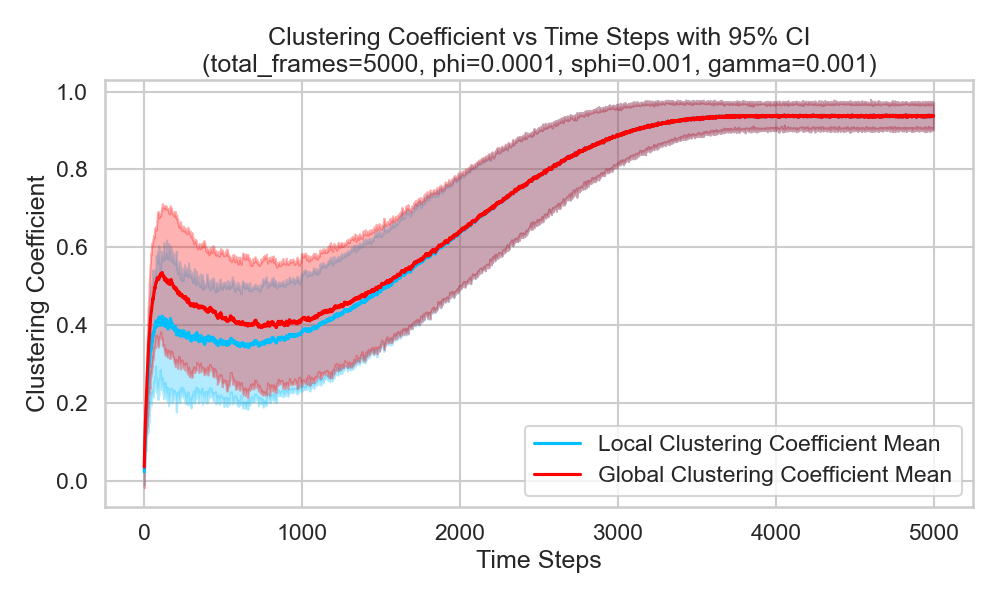 Clustering Coefficient vs Time Steps with 95% CI
(total_frames=5000, phi=0.0001, sphi=0.001, gamma=0.001)
Clustering Coefficient
1.0
0.8
0.6
0.4
0.2
0.0
Local Clustering Coefficient Mean
Global Clustering Coefficient Mean
0 1000 2000 3000 4000 5000
Time Steps